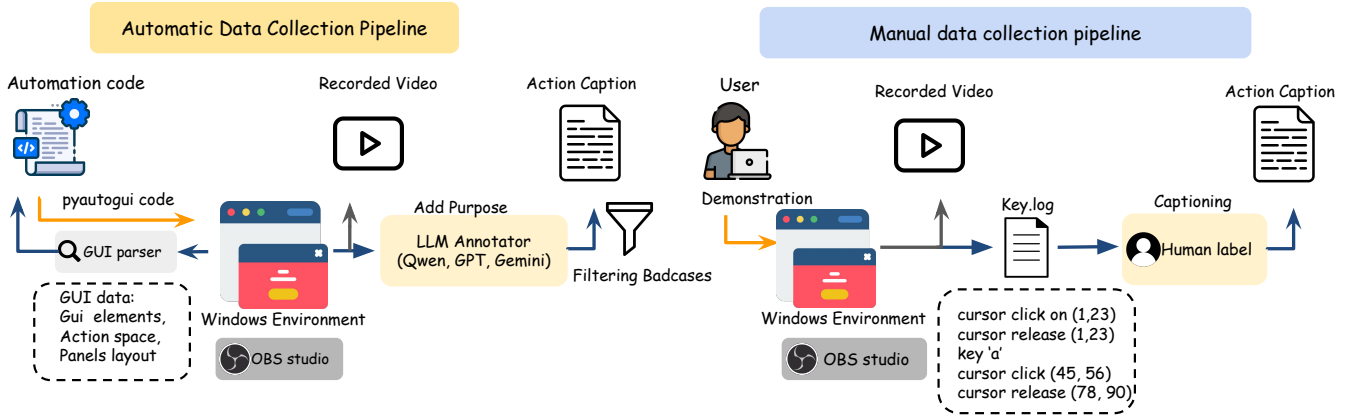 Automatic Data Collection Pipeline
Automation code
Recorded Video
Action Caption
pyautogui code
GUI parser
GUI data:
Gui elements,
Action space,
Panels layout
Windows Environment
OBS studio
Add Purpose
LLM Annotator
(Qwen, GPT, Gemini)
Filtering Badcases
Manual data collection pipeline
User
Recorded Video
Action Caption
Demonstration
Windows Environment
OBS studio
Key.log
cursor click on (1,23)
cursor release (1,23)
key ‘a’
cursor click (45, 56)
cursor release (78, 90)
Captioning
Human label